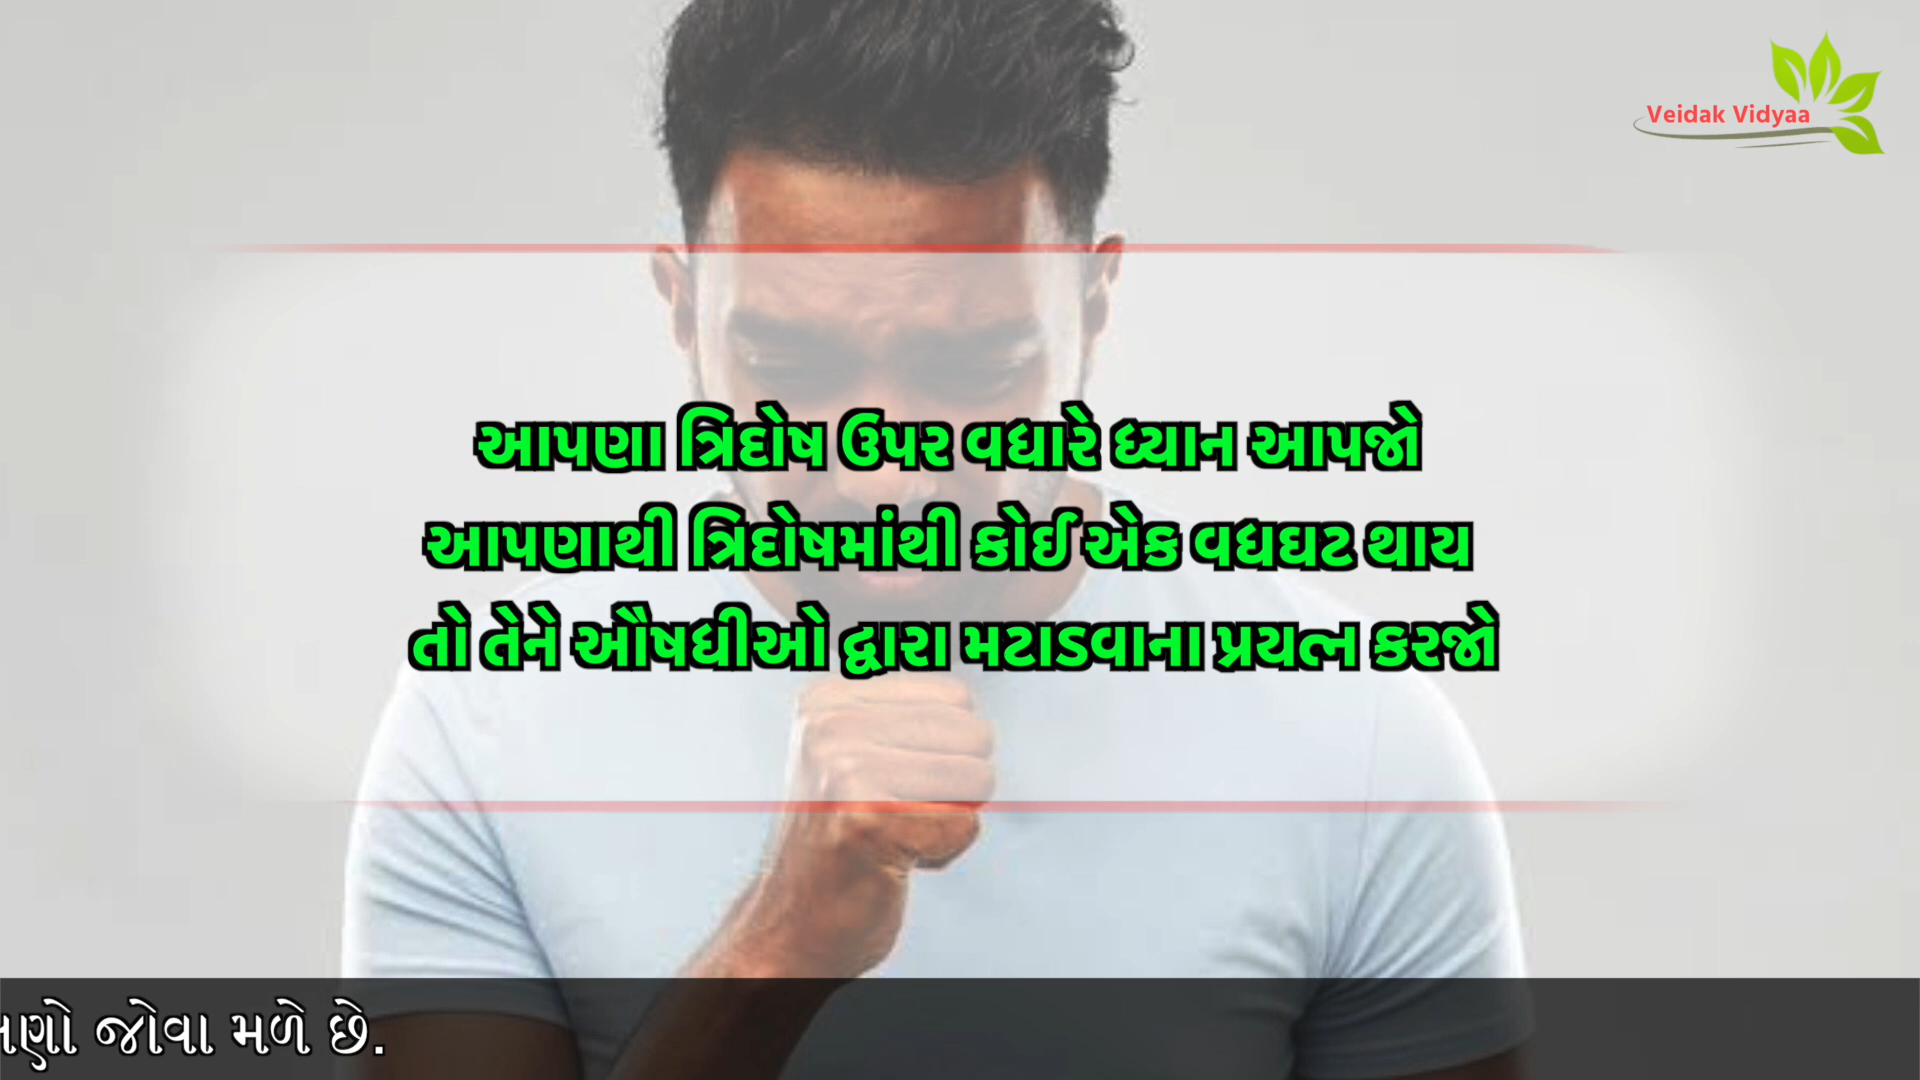 Veidak Vidyaa
આપણા ત્રિદોષ ઉપર વધારે ધ્યાન આપજો
આપણાથી ત્રિદોષમાંથી કોઈ એક વધઘટ થાય
તો તેને ઔષધીઓ દ્વારા મટાડવાના પ્રયત્ન કરજો
જોવા મળે છે.